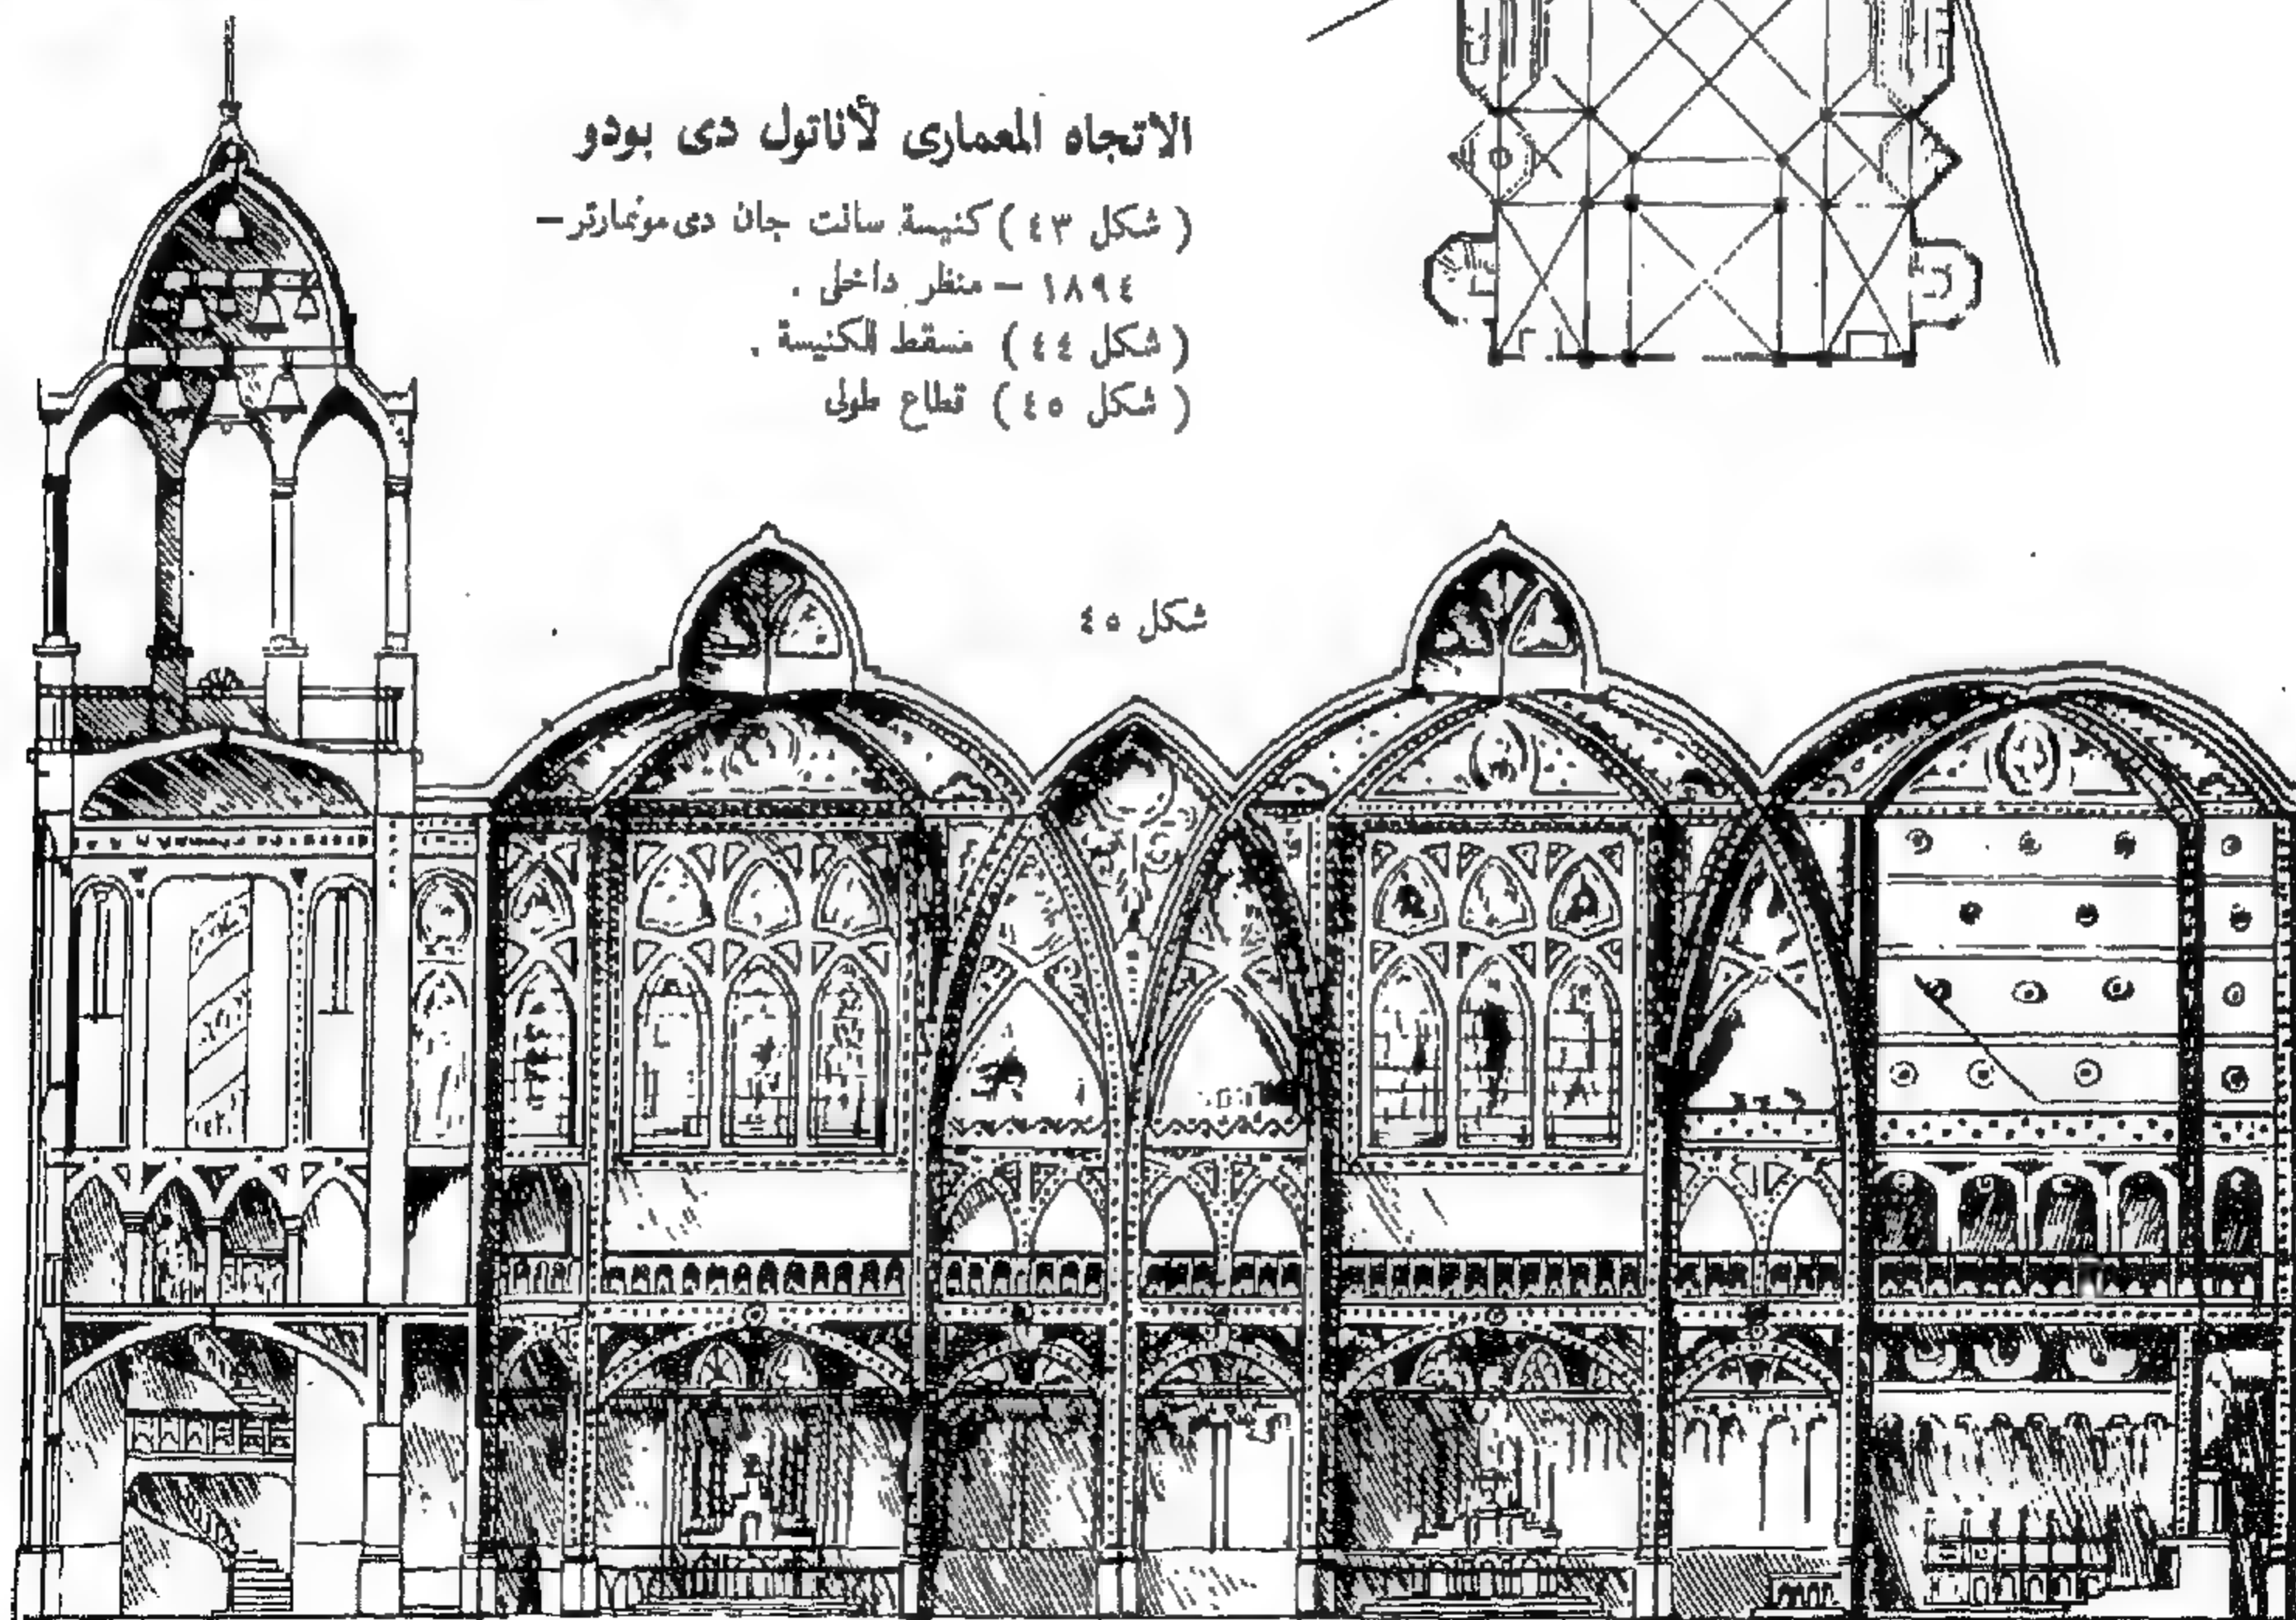 الاتجاه المعمارى لأناتول دى بودو
( شكل ٤٣ ) كنيسة سانت جان دى مونمارتر –
١٨٩٤ – منظر داخلى .
( شكل ٤٤ ) مسقط الكنيسة .
( شكل ٤٥ ) قطاع طولى
شكل ٤٥